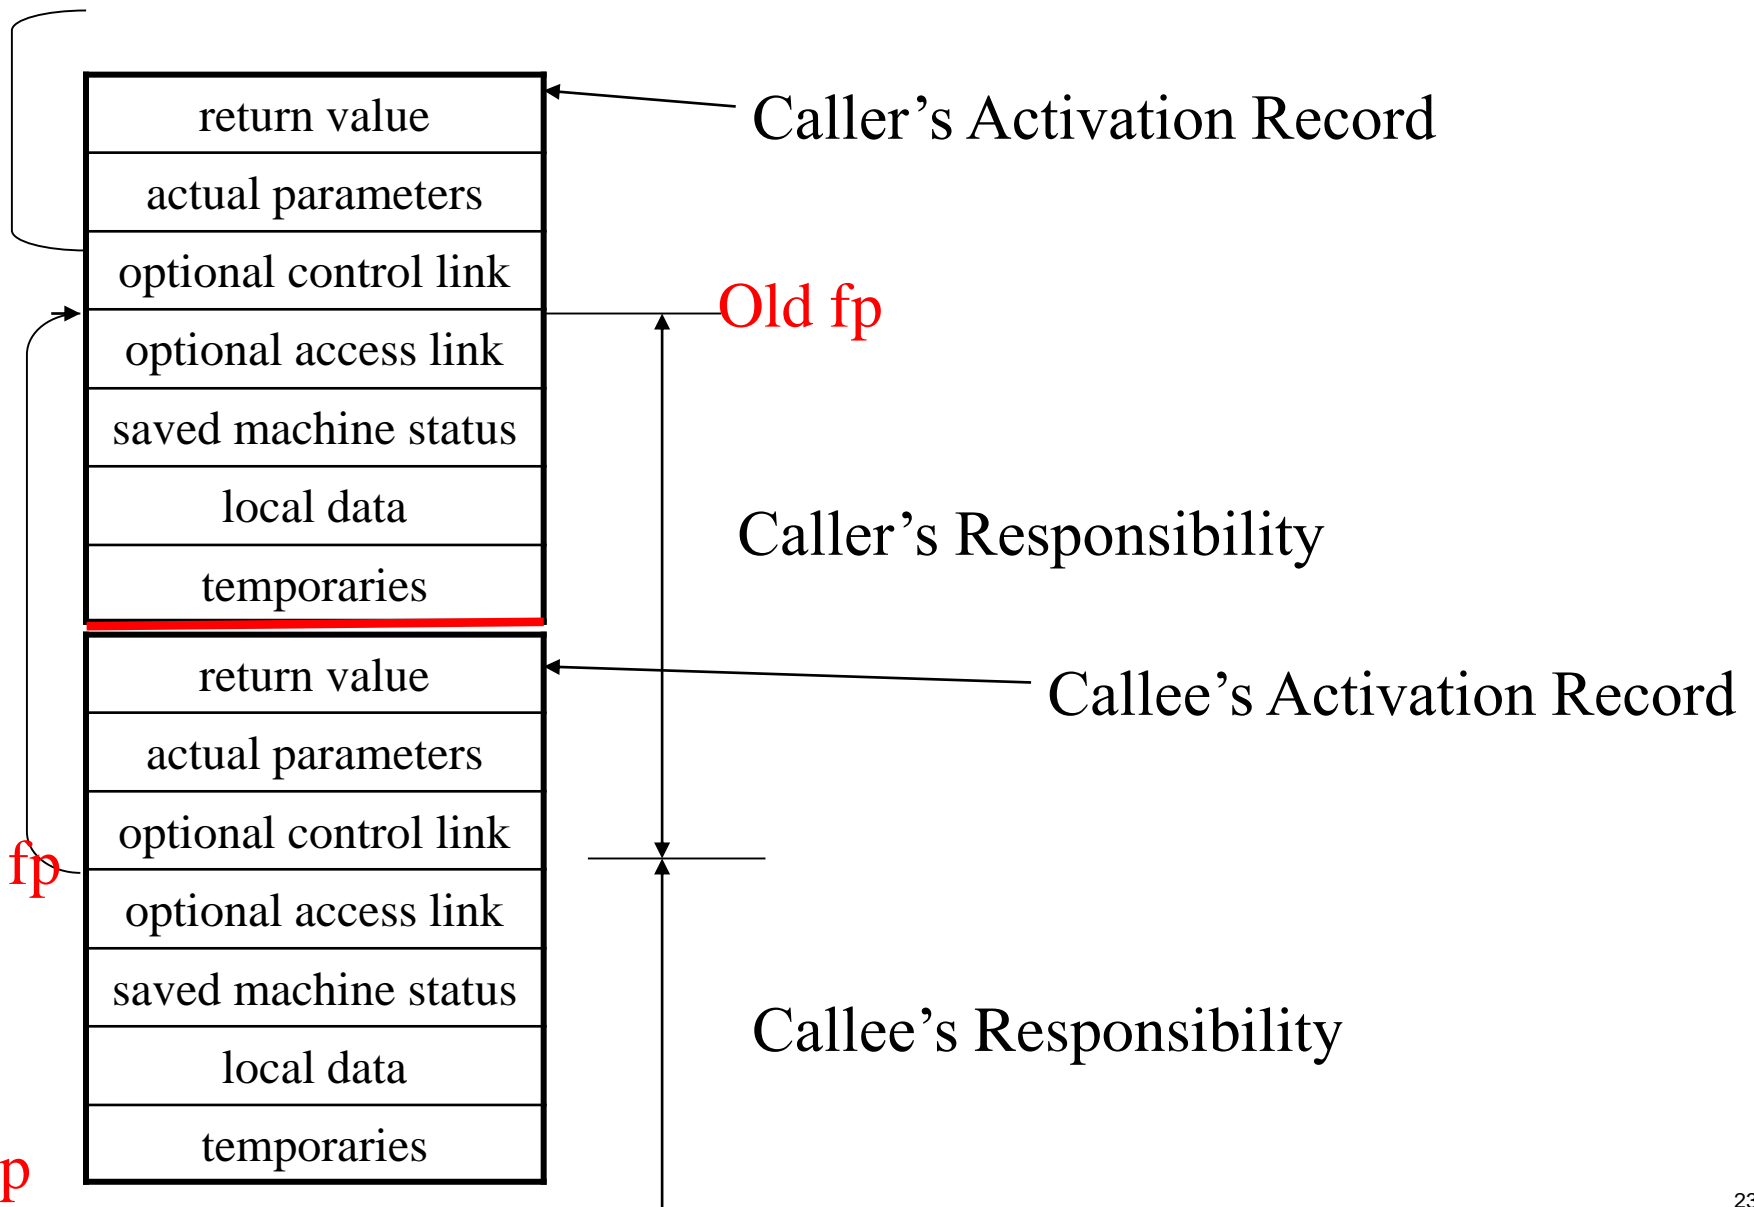 return value
Caller’s Activation Record
actual parameters
optional control link
Old fp
optional access link
saved machine status
local data
Caller’s Responsibility
temporaries
return value
Callee’s Activation Record
actual parameters
optional control link
fp
optional access link
saved machine status
Callee’s Responsibility
local data
temporaries
p
23